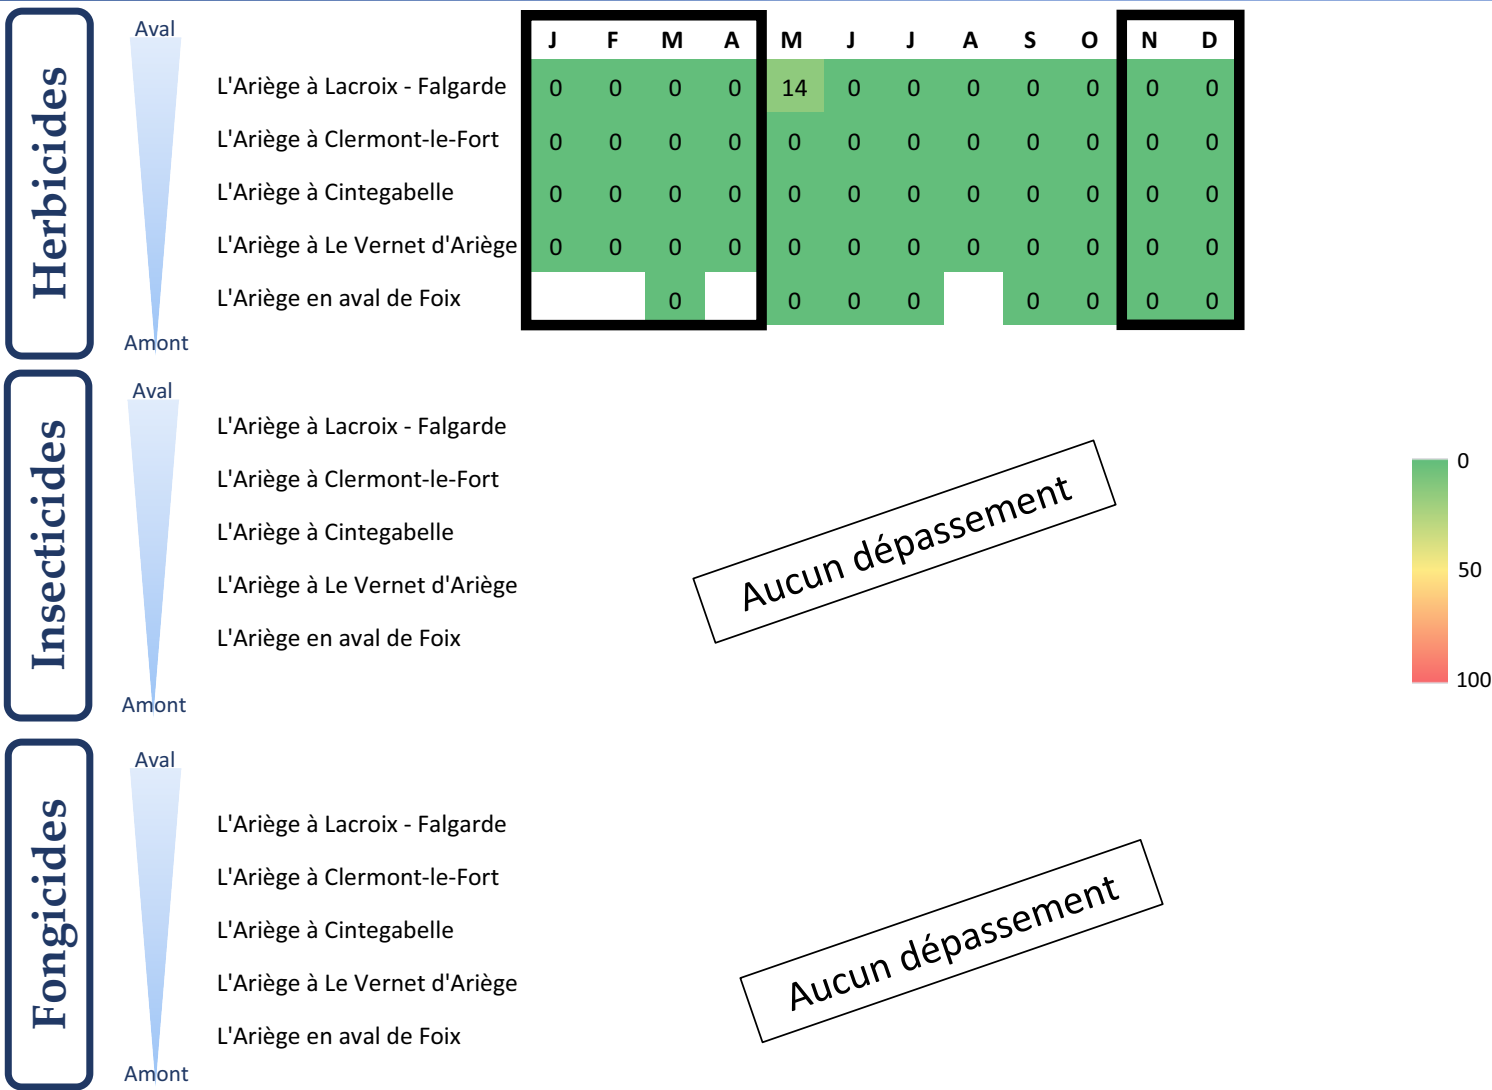 Herbicides
Aval
J F M A M J J A S O N D
L'Ariège à Lacroix - Falgarde 0 0 0 0 14 0 0 0 0 0 0 0
L'Ariège à Clermont-le-Fort 0 0 0 0 0 0 0 0 0 0 0 0
L'Ariège à Cintegabelle 0 0 0 0 0 0 0 0 0 0 0 0
L'Ariège à Le Vernet d'Ariège 0 0 0 0 0 0 0 0 0 0 0 0
L'Ariège en aval de Foix 0 0 0 0 0 0 0 0
Amont
Insecticides
Aval
L'Ariège à Lacroix - Falgarde
L'Ariège à Clermont-le-Fort
L'Ariège à Cintegabelle
L'Ariège à Le Vernet d'Ariège
L'Ariège en aval de Foix
Amont
Aucun dépassement
0
50
100
Fongicides
Aval
L'Ariège à Lacroix - Falgarde
L'Ariège à Clermont-le-Fort
L'Ariège à Cintegabelle
L'Ariège à Le Vernet d'Ariège
L'Ariège en aval de Foix
Amont
Aucun dépassement